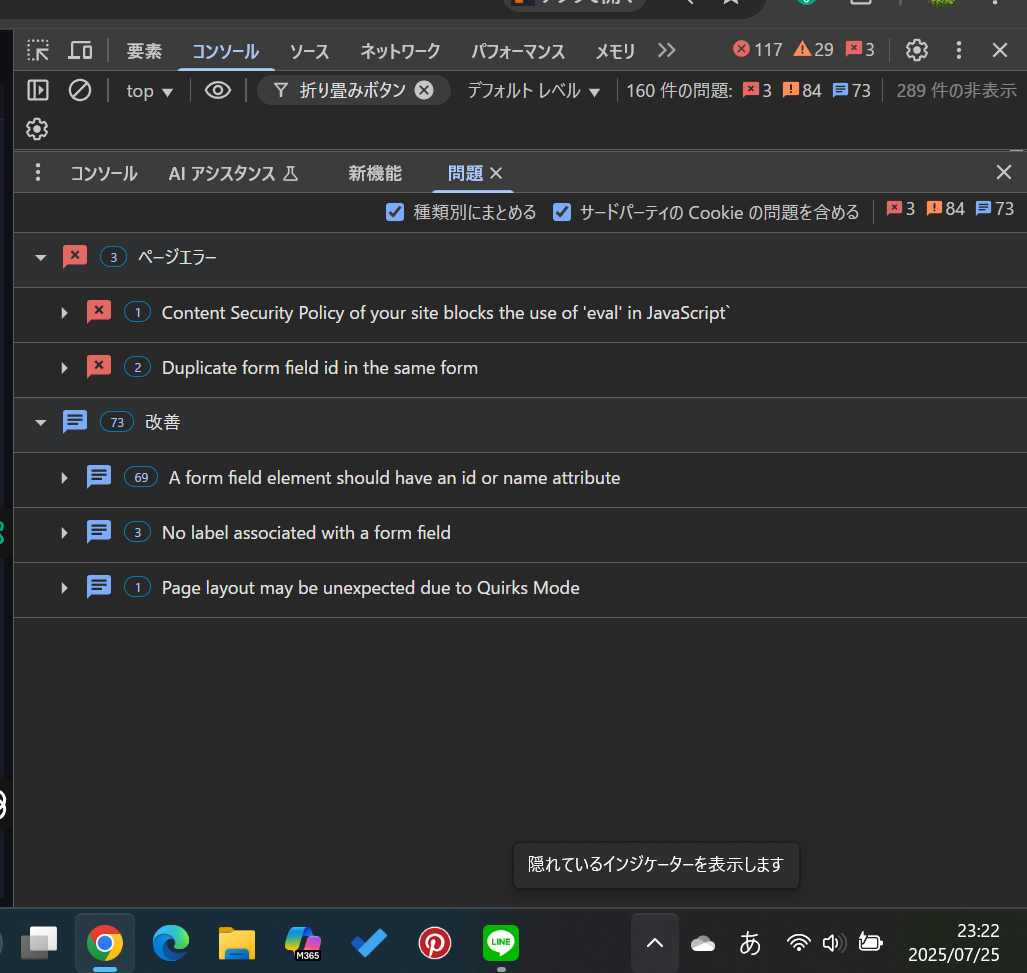 要素 コンソール ソース ネットワーク パフォーマンス メモリ 117 29 3
top 折り畳みボタン デフォルト レベル 160 件の問題: 3 84 73 289 件の非表示
コンソール AI アシスタンス 新機能 問題
種類別にまとめる サードパーティの Cookie の問題を含める 3 84 73
3 ページエラー
1 Content Security Policy of your site blocks the use of 'eval' in JavaScript`
2 Duplicate form field id in the same form
73 改善
69 A form field element should have an id or name attribute
3 No label associated with a form field
1 Page layout may be unexpected due to Quirks Mode
隠れているインジケーターを表示します
M365 LINE あ 23:22
2025/07/25